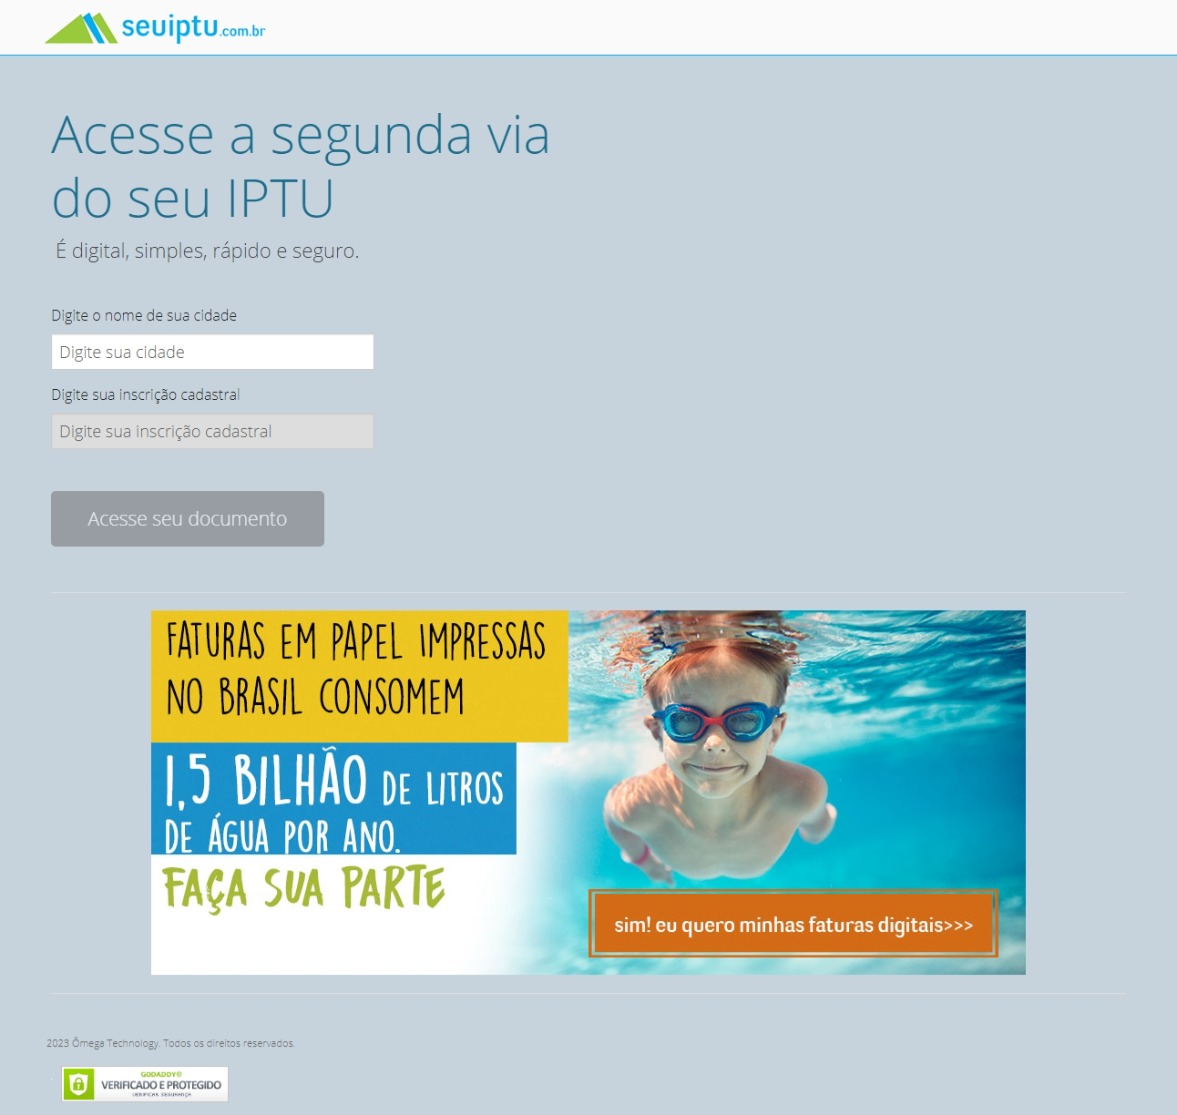 seuiptu.com.br
Acesse a segunda via
do seu IPTU
É digital, simples, rápido e seguro.
Digite o nome de sua cidade
Digite sua cidade
Digite sua inscrição cadastral
Digite sua inscrição cadastral
Acesse seu documento
FATURAS EM PAPEL IMPRESSAS
NO BRASIL CONSOMEM
1,5 BILHÃO DE LITROS
DE ÁGUA POR ANO.
FAÇA SUA PARTE
sim! eu quero minhas faturas digitais>>>
2023 Ômega Technology. Todos os direitos reservados.
GODADDY®
VERIFICADO E PROTEGIDO
VERIFICAR SEGURANÇA